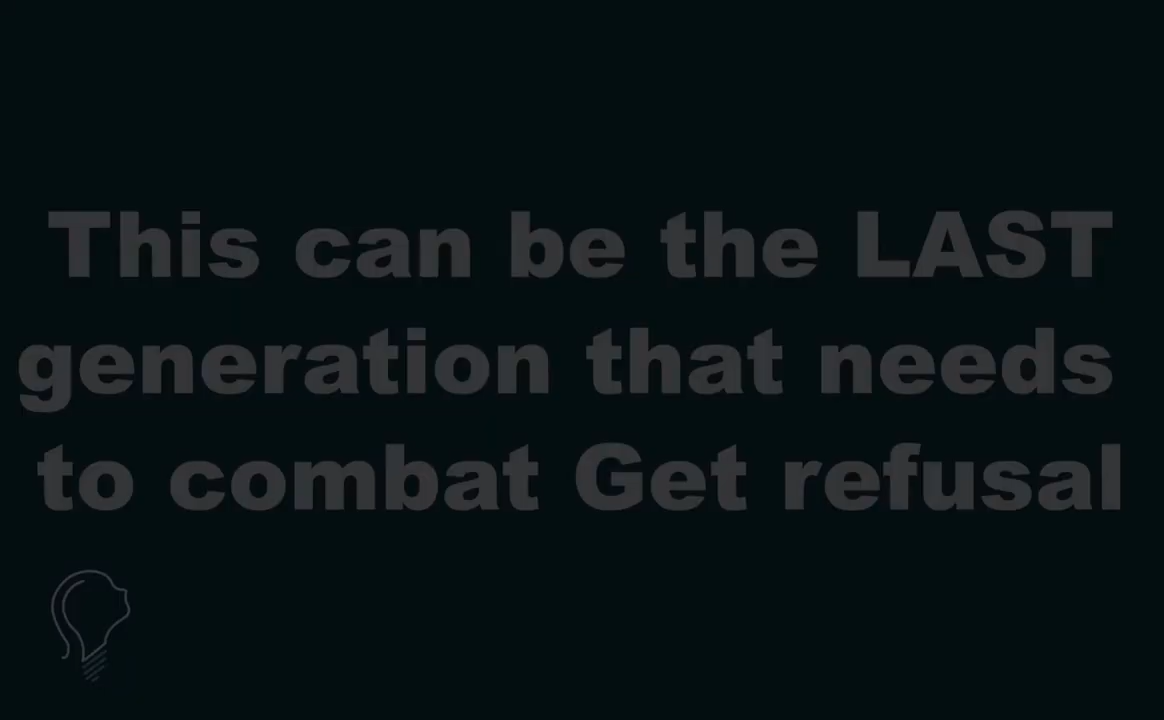 This can be the LAST
generation that needs
to combat Get refusal